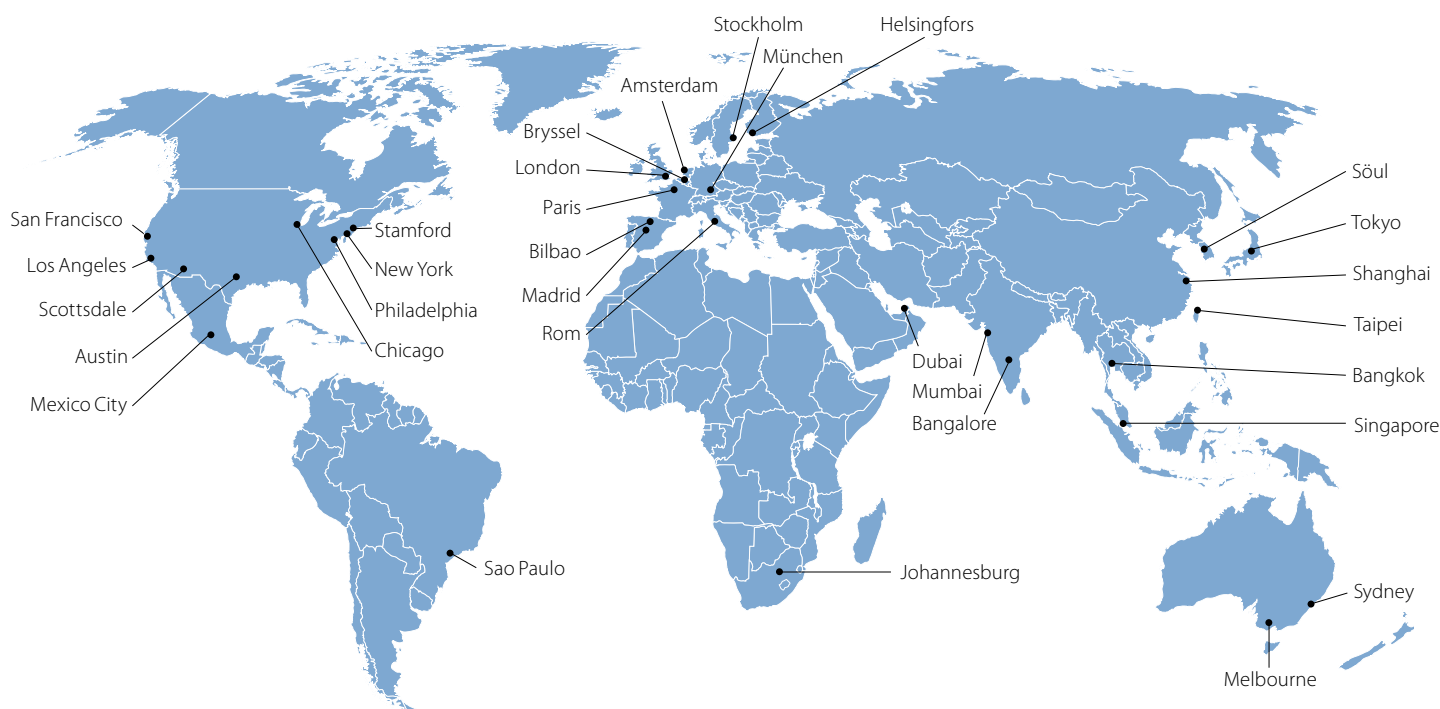 Stockholm
Helsingfors
München
Amsterdam
Bryssel
London
Paris
Bilbao
Madrid
Rom
San Francisco
Los Angeles
Scottsdale
Austin
Mexico City
Stamford
New York
Philadelphia
Chicago
Sao Paulo
Dubai
Mumbai
Bangalore
Johannesburg
Söul
Tokyo
Shanghai
Taipei
Bangkok
Singapore
Sydney
Melbourne